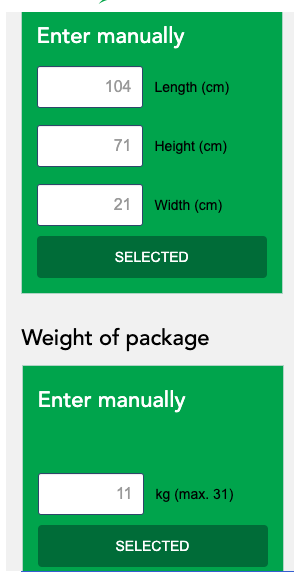 Enter manually
104 Length (cm)
71 Height (cm)
21 Width (cm)
SELECTED
Weight of package
Enter manually
11 kg (max. 31)
SELECTED